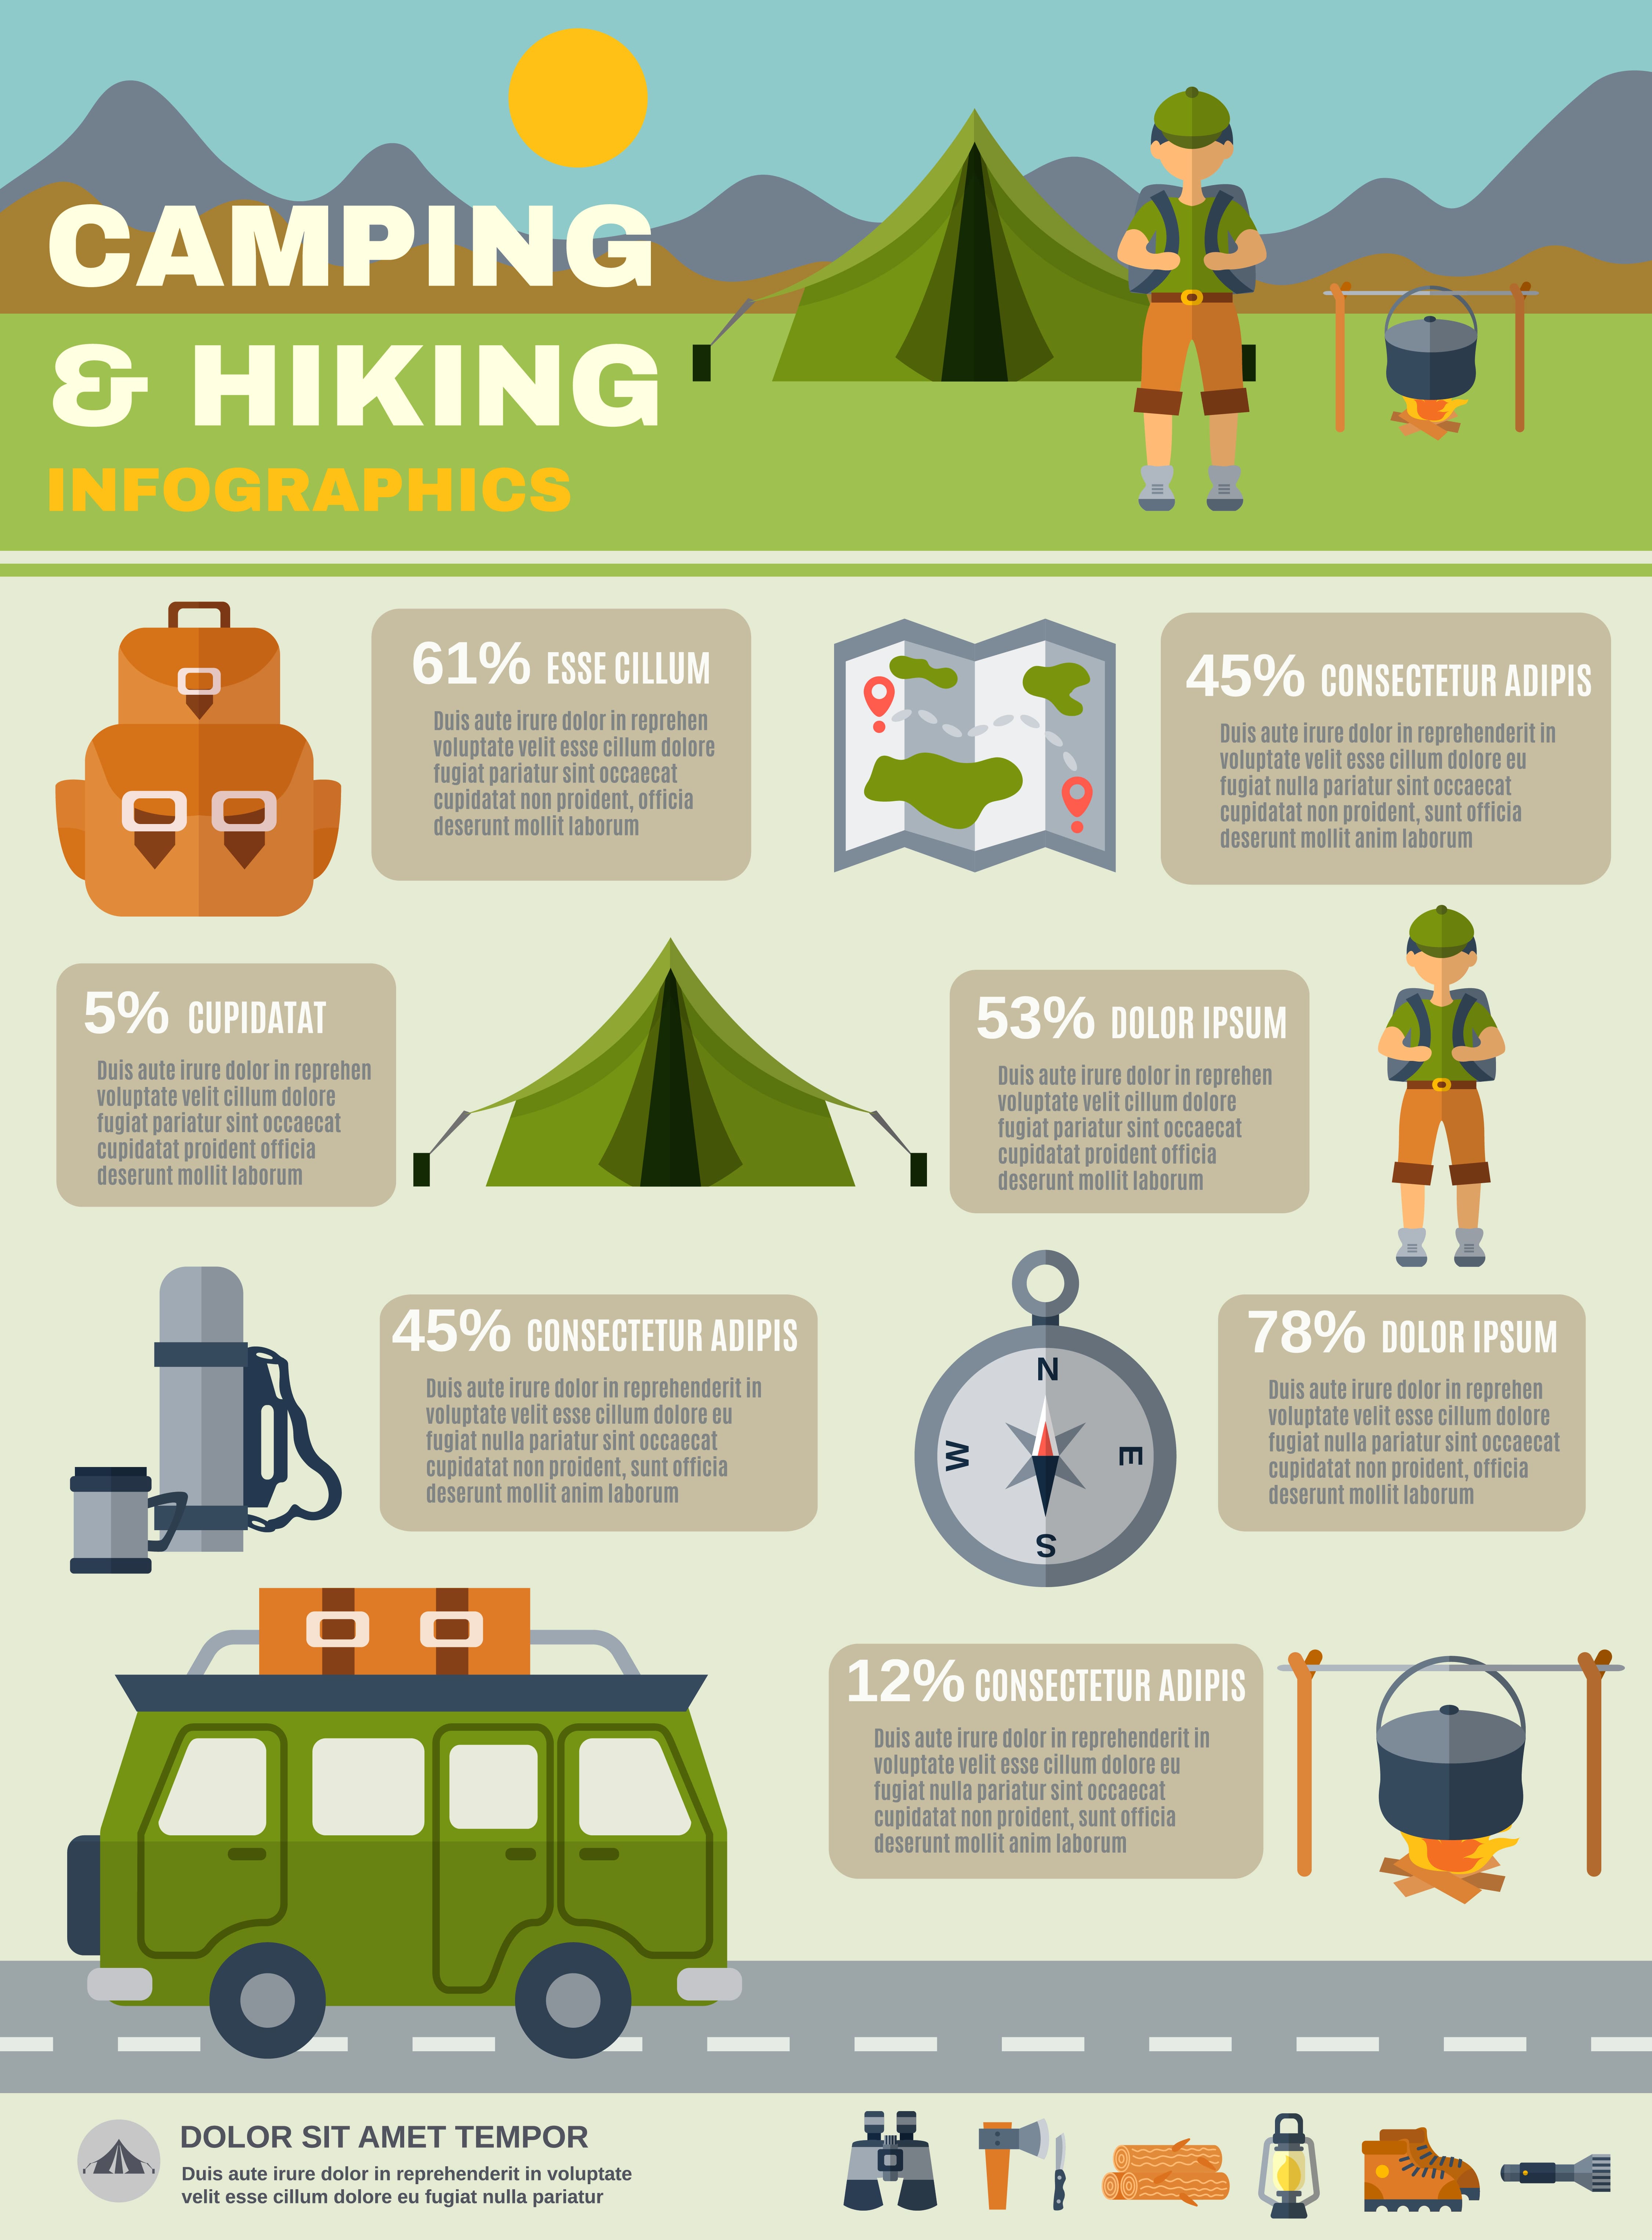 CAMPING
& HIKING
INFOGRAPHICS
61% ESSE CILLUM
Duis aute irure dolor in reprehen
voluptate velit esse cillum dolore
fugiat pariatur sint occaecat
cupidatat non proident, officia
deserunt mollit laborum
45% CONSECTETUR ADIPIS
Duis aute irure dolor in reprehenderit in
voluptate velit esse cillum dolore eu
fugiat nulla pariatur sint occaecat
cupidatat non proident, sunt officia
deserunt mollit anim laborum
5% CUPIDATAT
Duis aute irure dolor in reprehen
voluptate velit cillum dolore
fugiat pariatur sint occaecat
cupidatat proident officia
deserunt mollit laborum
53% DOLOR IPSUM
Duis aute irure dolor in reprehen
voluptate velit cillum dolore
fugiat pariatur sint occaecat
cupidatat proident officia
deserunt mollit laborum
45% CONSECTETUR ADIPIS
Duis aute irure dolor in reprehenderit in
voluptate velit esse cillum dolore eu
fugiat nulla pariatur sint occaecat
cupidatat non proident, sunt officia
deserunt mollit anim laborum
N
W
E
S
78% DOLOR IPSUM
Duis aute irure dolor in reprehen
voluptate velit esse cillum dolore
fugiat nulla pariatur sint occaecat
cupidatat non proident, officia
deserunt mollit laborum
12% CONSECTETUR ADIPIS
Duis aute irure dolor in reprehenderit in
voluptate velit esse cillum dolore eu
fugiat nulla pariatur sint occaecat
cupidatat non proident, sunt officia
deserunt mollit anim laborum
DOLOR SIT AMET TEMPOR
Duis aute irure dolor in reprehenderit in voluptate
velit esse cillum dolore eu fugiat nulla pariatur